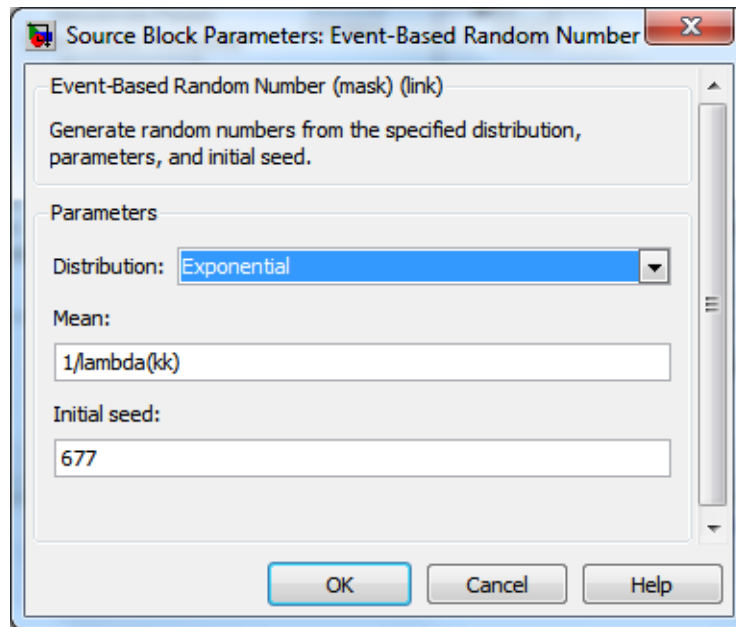 Source Block Parameters: Event-Based Random Number
Event-Based Random Number (mask) (link)
Generate random numbers from the specified distribution,
parameters, and initial seed.
Parameters
Distribution: Exponential
Mean:
1/lambda(kk)
Initial seed:
677
OK Cancel Help